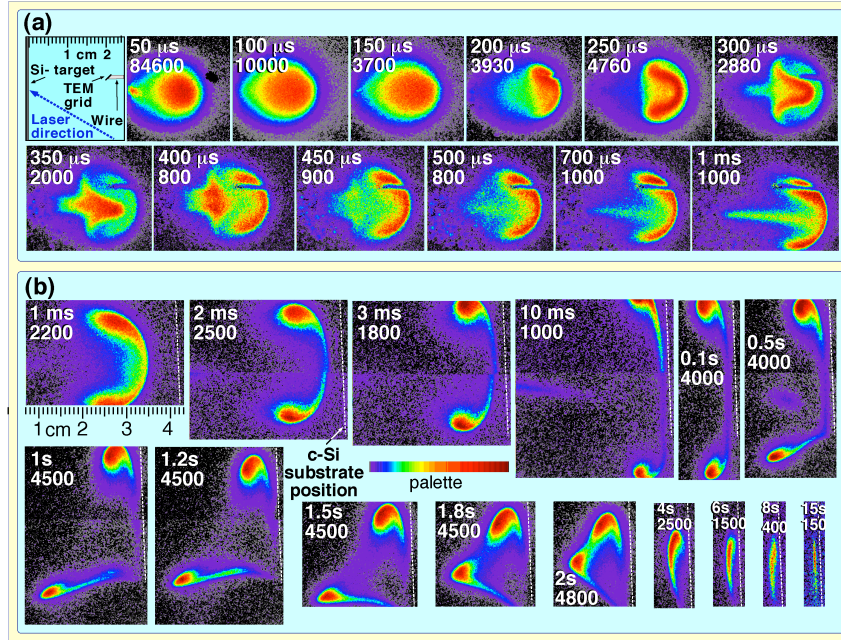 (a)
1 cm 2
Si- target
TEM
grid
Laser
direction
Wire
50 µs
84600
100 µs
10000
150 µs
3700
200 µs
3930
250 µs
4760
300 µs
2880
350 µs
2000
400 µs
800
450 µs
900
500 µs
800
700 µs
1000
1 ms
1000
(b)
1 ms
2200
1 cm 2 3 4
2 ms
2500
3 ms
1800
10 ms
1000
0.1s
4000
0.5s
4000
c-Si
substrate
position
palette
1s
4500
1.2s
4500
1.5s
4500
1.8s
4500
2s
4800
4s
2500
6s
1500
8s
400
15s
150